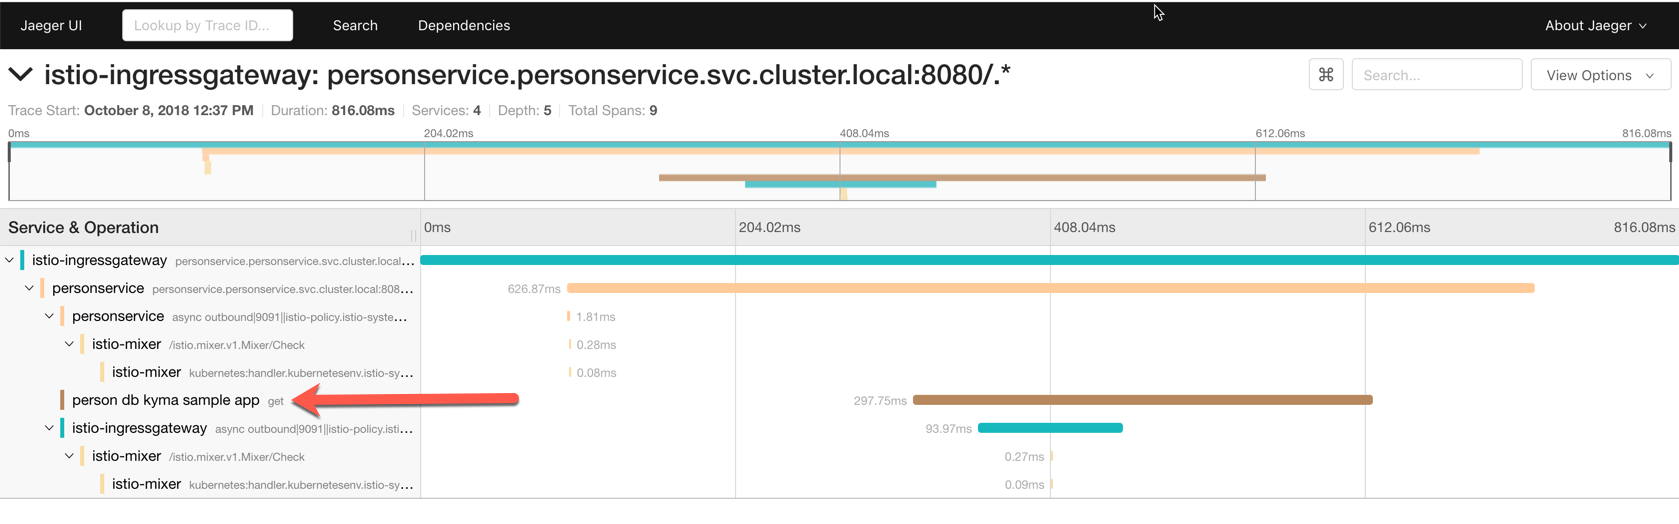 Jaeger UI Lookup by Trace ID... Search Dependencies About Jaeger
istio-ingressgateway: personservice.personservice.svc.cluster.local:8080/.* ⌘ Search... View Options
Trace Start: October 8, 2018 12:37 PM Duration: 816.08ms Services: 4 Depth: 5 Total Spans: 9
0ms 204.02ms 408.04ms 612.06ms 816.08ms
Service & Operation 0ms 204.02ms 408.04ms 612.06ms 816.08ms
istio-ingressgateway personservice.personservice.svc.cluster.local...
personservice personservice.personservice.svc.cluster.local:808... 626.87ms
personservice async outbound|9091||istio-policy.istio-syste... 1.81ms
istio-mixer /istio.mixer.v1.Mixer/Check 0.28ms
istio-mixer kubernetes:handler.kubernetesenv.istio-sy... 0.08ms
person db kyma sample app get 297.75ms
istio-ingressgateway async outbound|9091||istio-policy.isti... 93.97ms
istio-mixer /istio.mixer.v1.Mixer/Check 0.27ms
istio-mixer kubernetes:handler.kubernetesenv.istio-sy... 0.09ms